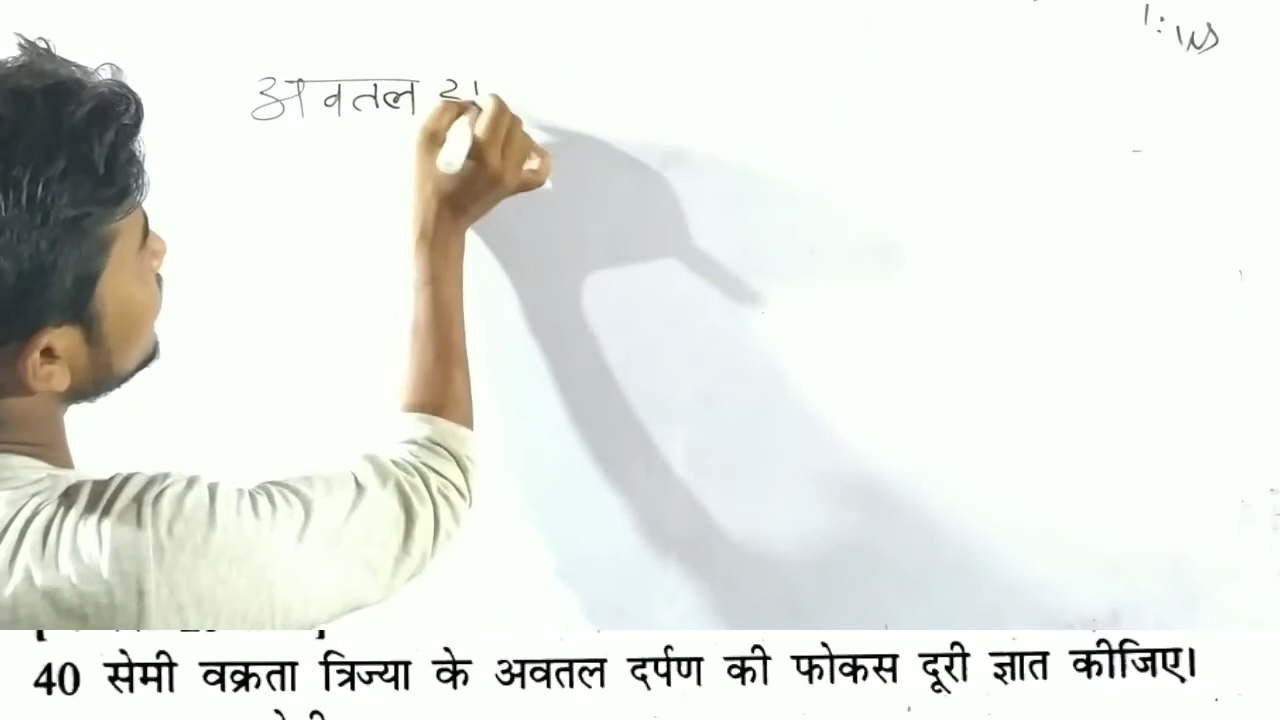 अवतल
40 सेमी वक्रता त्रिज्या के अवतल दर्पण की फोकस दूरी ज्ञात कीजिए।